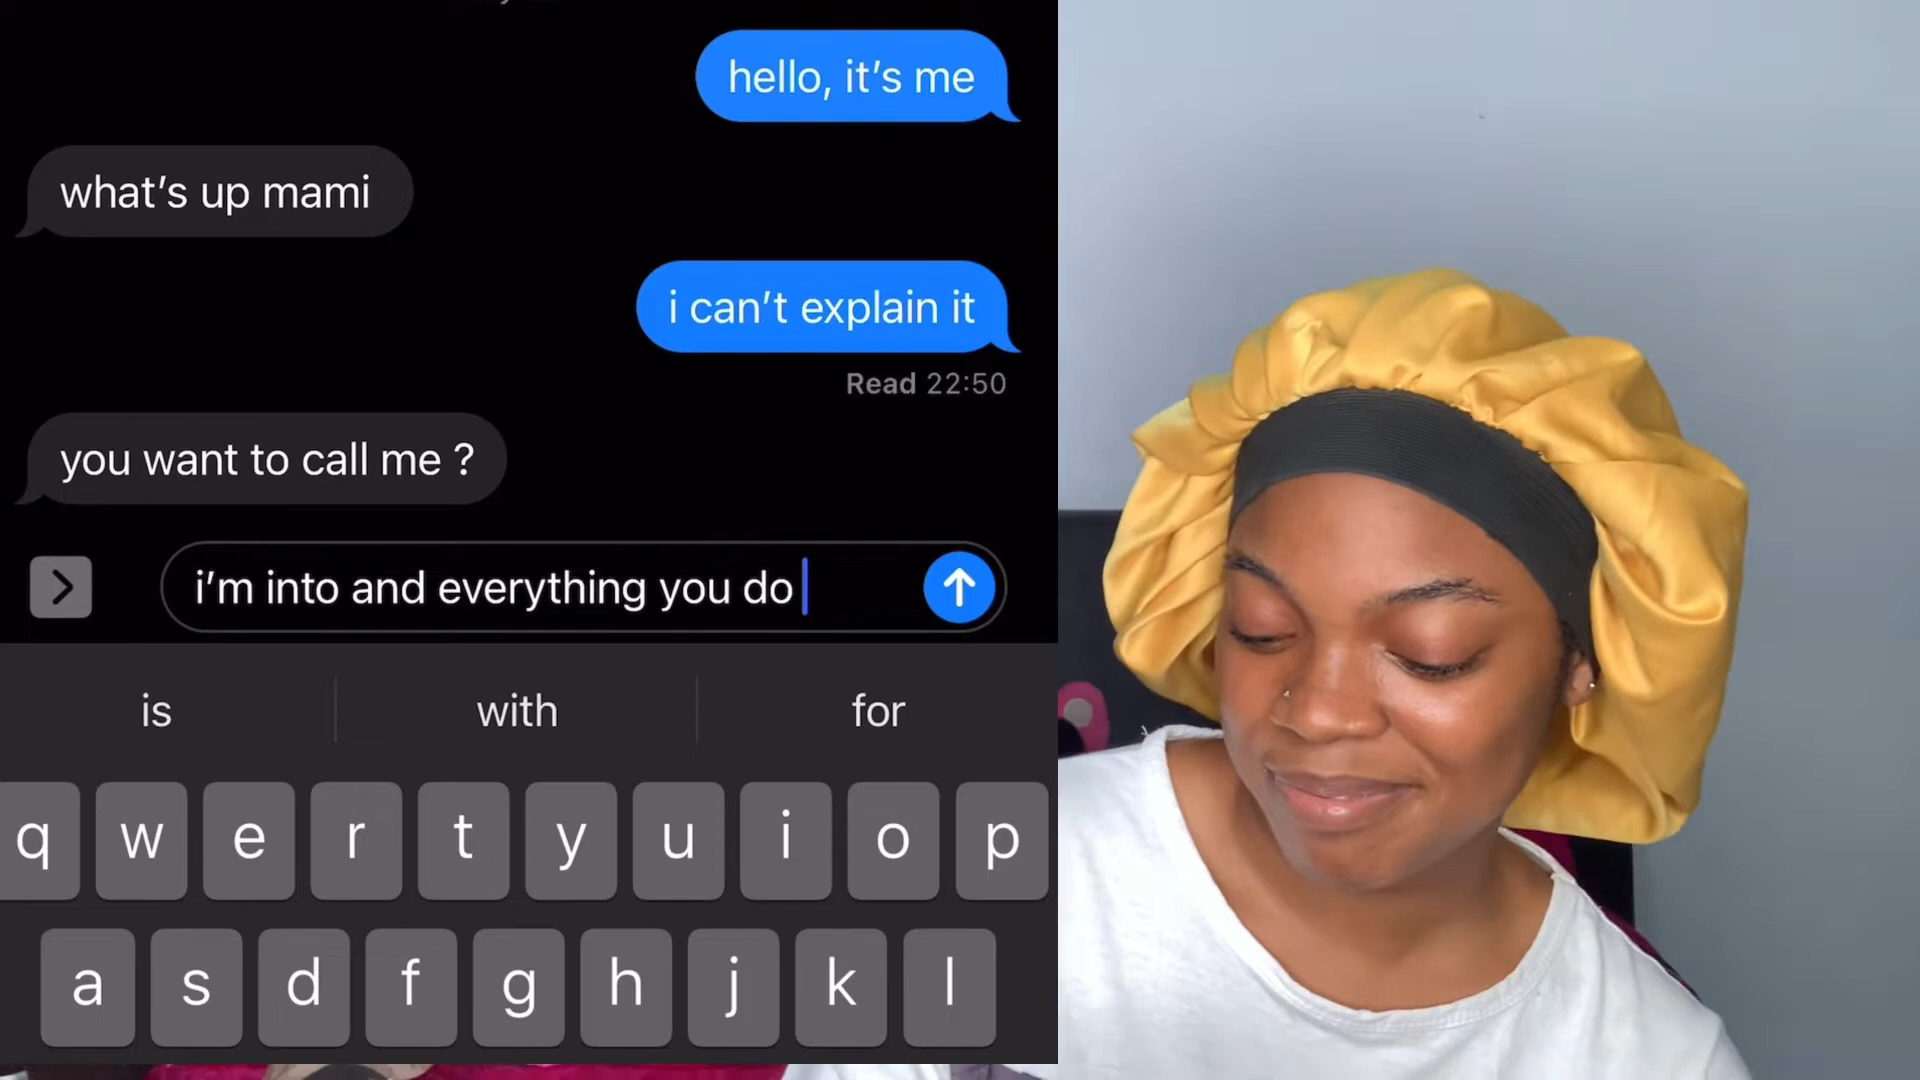 hello, it’s me
what’s up mami
i can’t explain it
Read 22:50
you want to call me ?
i’m into and everything you do
is with for
q w e r t y u i o p
a s d f g h j k l